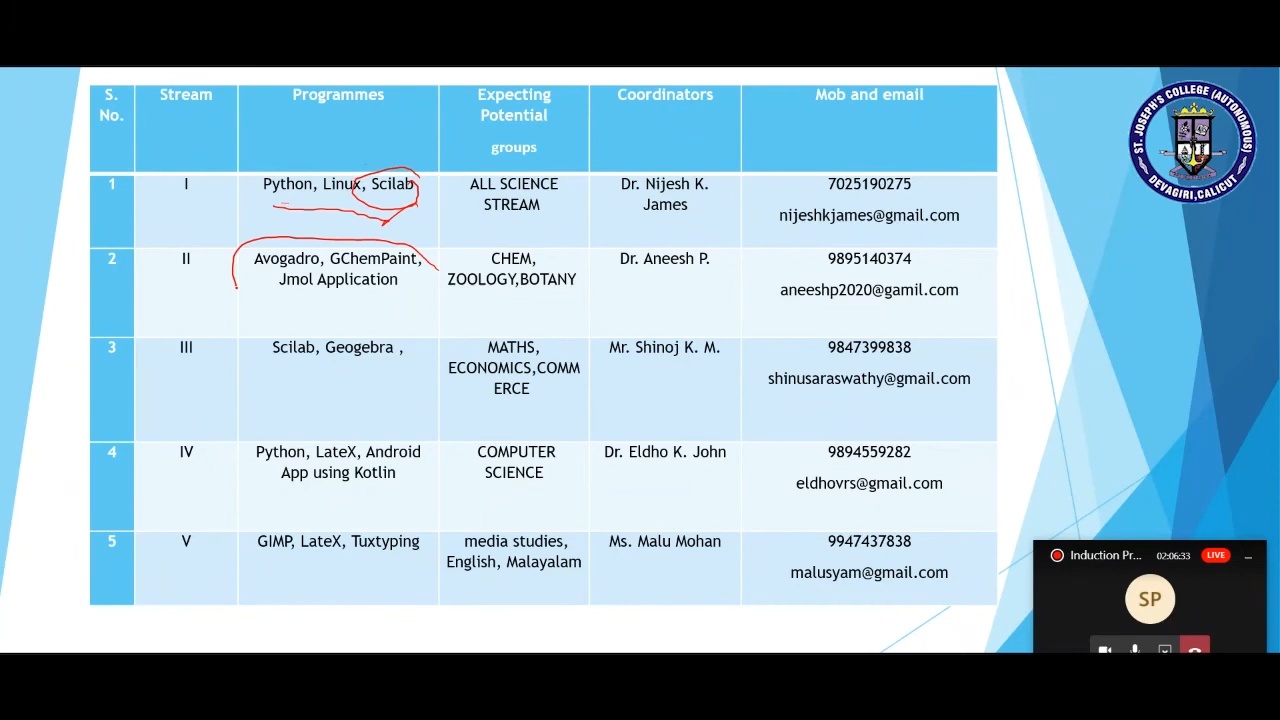 S. No.
Stream
Programmes
Expecting
Potential
groups
Coordinators
Mob and email
1
I
Python, Linux, Scilab
ALL SCIENCE
STREAM
Dr. Nijesh K.
James
7025190275
nijeshkjames@gmail.com
2
II
Avogadro, GChemPaint,
Jmol Application
CHEM,
ZOOLOGY,BOTANY
Dr. Aneesh P.
9895140374
aneeshp2020@gamil.com
3
III
Scilab, Geogebra ,
MATHS,
ECONOMICS,COMM
ERCE
Mr. Shinoj K. M.
9847399838
shinusaraswathy@gmail.com
4
IV
Python, LateX, Android
App using Kotlin
COMPUTER
SCIENCE
Dr. Eldho K. John
9894559282
eldhovrs@gmail.com
5
V
GIMP, LateX, Tuxtyping
media studies,
English, Malayalam
Ms. Malu Mohan
9947437838
malusyam@gmail.com
ST. JOSEPH'S COLLEGE (AUTONOMOUS)
DEVAGIRI,CALICUT
Induction Pr... 02:06:33 LIVE
SP